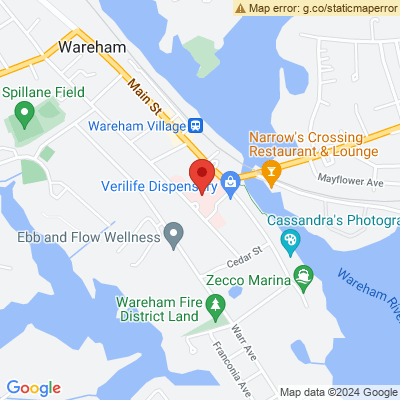 Map error: g.co/staticmaperror
Wareham
Main St
Spillane Field
Wareham Village
Narrow's Crossing
Restaurant & Lounge
Mayflower Ave
Verilife Dispensary
Cassandra's Photogra
Ebb and Flow Wellness
Cedar St
Zecco Marina
Wareham River
Wareham Fire
District Land
Warr Ave
Franconia Ave
Google
Map data ©2024 Google